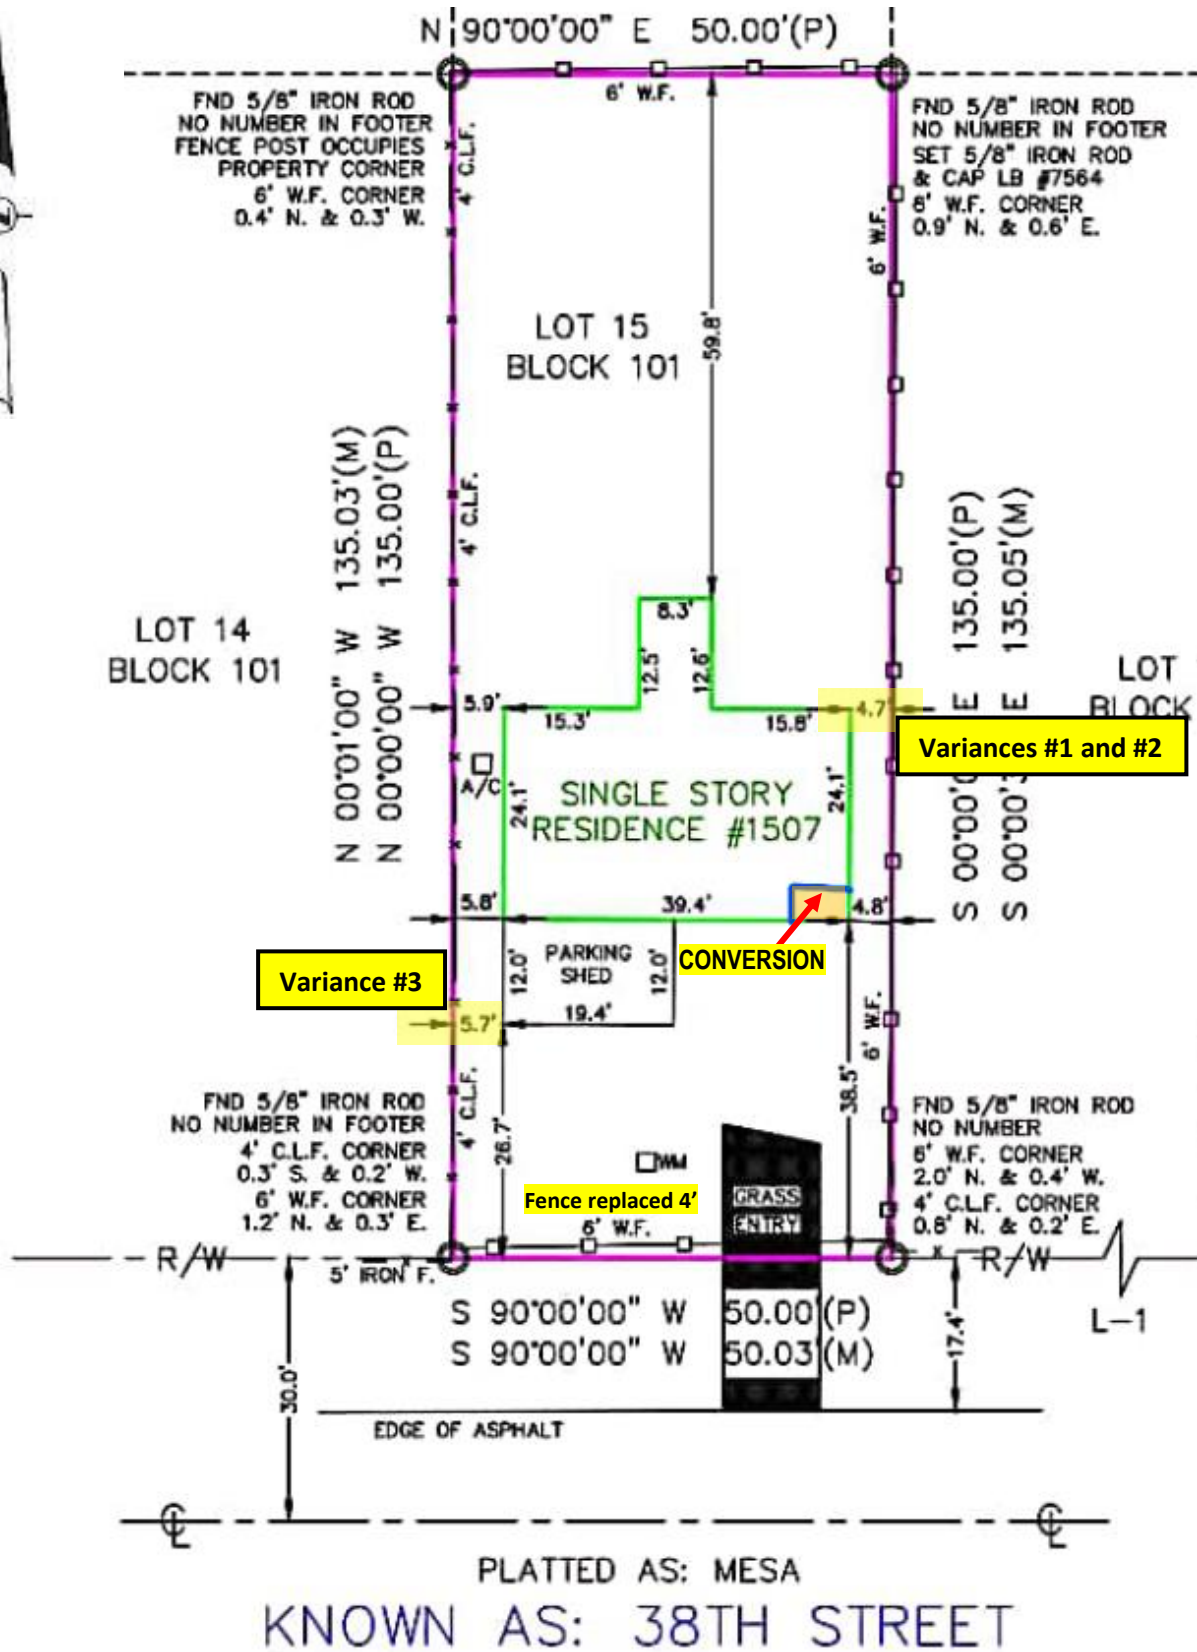 N 90°00'00" E 50.00'(P)
6' W.F.
FND 5/8" IRON ROD
NO NUMBER IN FOOTER
FENCE POST OCCUPIES
PROPERTY CORNER
6' W.F. CORNER
0.4' N. & 0.3' W.
4' C.L.F.
FND 5/8" IRON ROD
NO NUMBER IN FOOTER
SET 5/8" IRON ROD
& CAP LB #7564
6' W.F. CORNER
0.9' N. & 0.6' E.
6' W.F.
LOT 15
BLOCK 101
59.8'
N 00°01'00" W 135.03'(M)
N 00°00'00" W 135.00'(P)
4' C.L.F.
E 135.00'(P)
E 135.05'(M)
S 00°00'
S 00°00'
LOT 14
BLOCK 101
LOT
BLOCK
8.3'
12.5'
12.6'
5.9'
15.3'
15.8'
4.7'
Variances #1 and #2
A/C
24.1'
SINGLE STORY
RESIDENCE #1507
24.1'
5.8'
39.4'
4.8'
CONVERSION
PARKING
SHED
12.0'
12.0'
Variance #3
5.7'
19.4'
6' W.F.
FND 5/8" IRON ROD
NO NUMBER IN FOOTER
4' C.L.F. CORNER
0.3' S. & 0.2' W.
6' W.F. CORNER
1.2' N. & 0.3' E.
4' C.L.F.
26.7'
38.5'
WM
GRASS
ENTRY
Fence replaced 4'
6' W.F.
FND 5/8" IRON ROD
NO NUMBER
6' W.F. CORNER
2.0' N. & 0.4' W.
4' C.L.F. CORNER
0.8' N. & 0.2' E.
R/W
5' IRON F.
R/W
L-1
S 90°00'00" W 50.00'(P)
S 90°00'00" W 50.03'(M)
30.0'
17.4'
EDGE OF ASPHALT
PLATTED AS: MESA
KNOWN AS: 38TH STREET